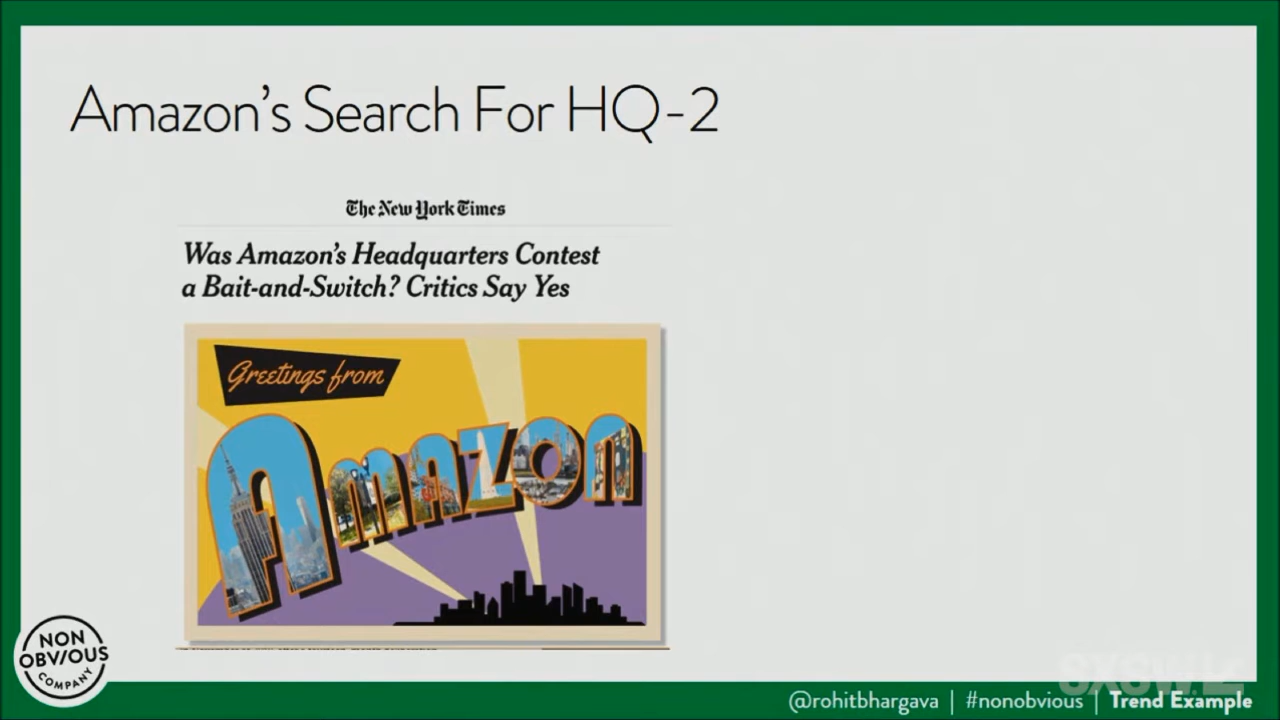 Amazon's Search For HQ-2
The New York Times
Was Amazon's Headquarters Contest
a Bait-and-Switch? Critics Say Yes
Greetings from
Amazon
NON
OBV/OUS
COMPANY
SXSW
@rohitbhargava | #nonobvious | Trend Example